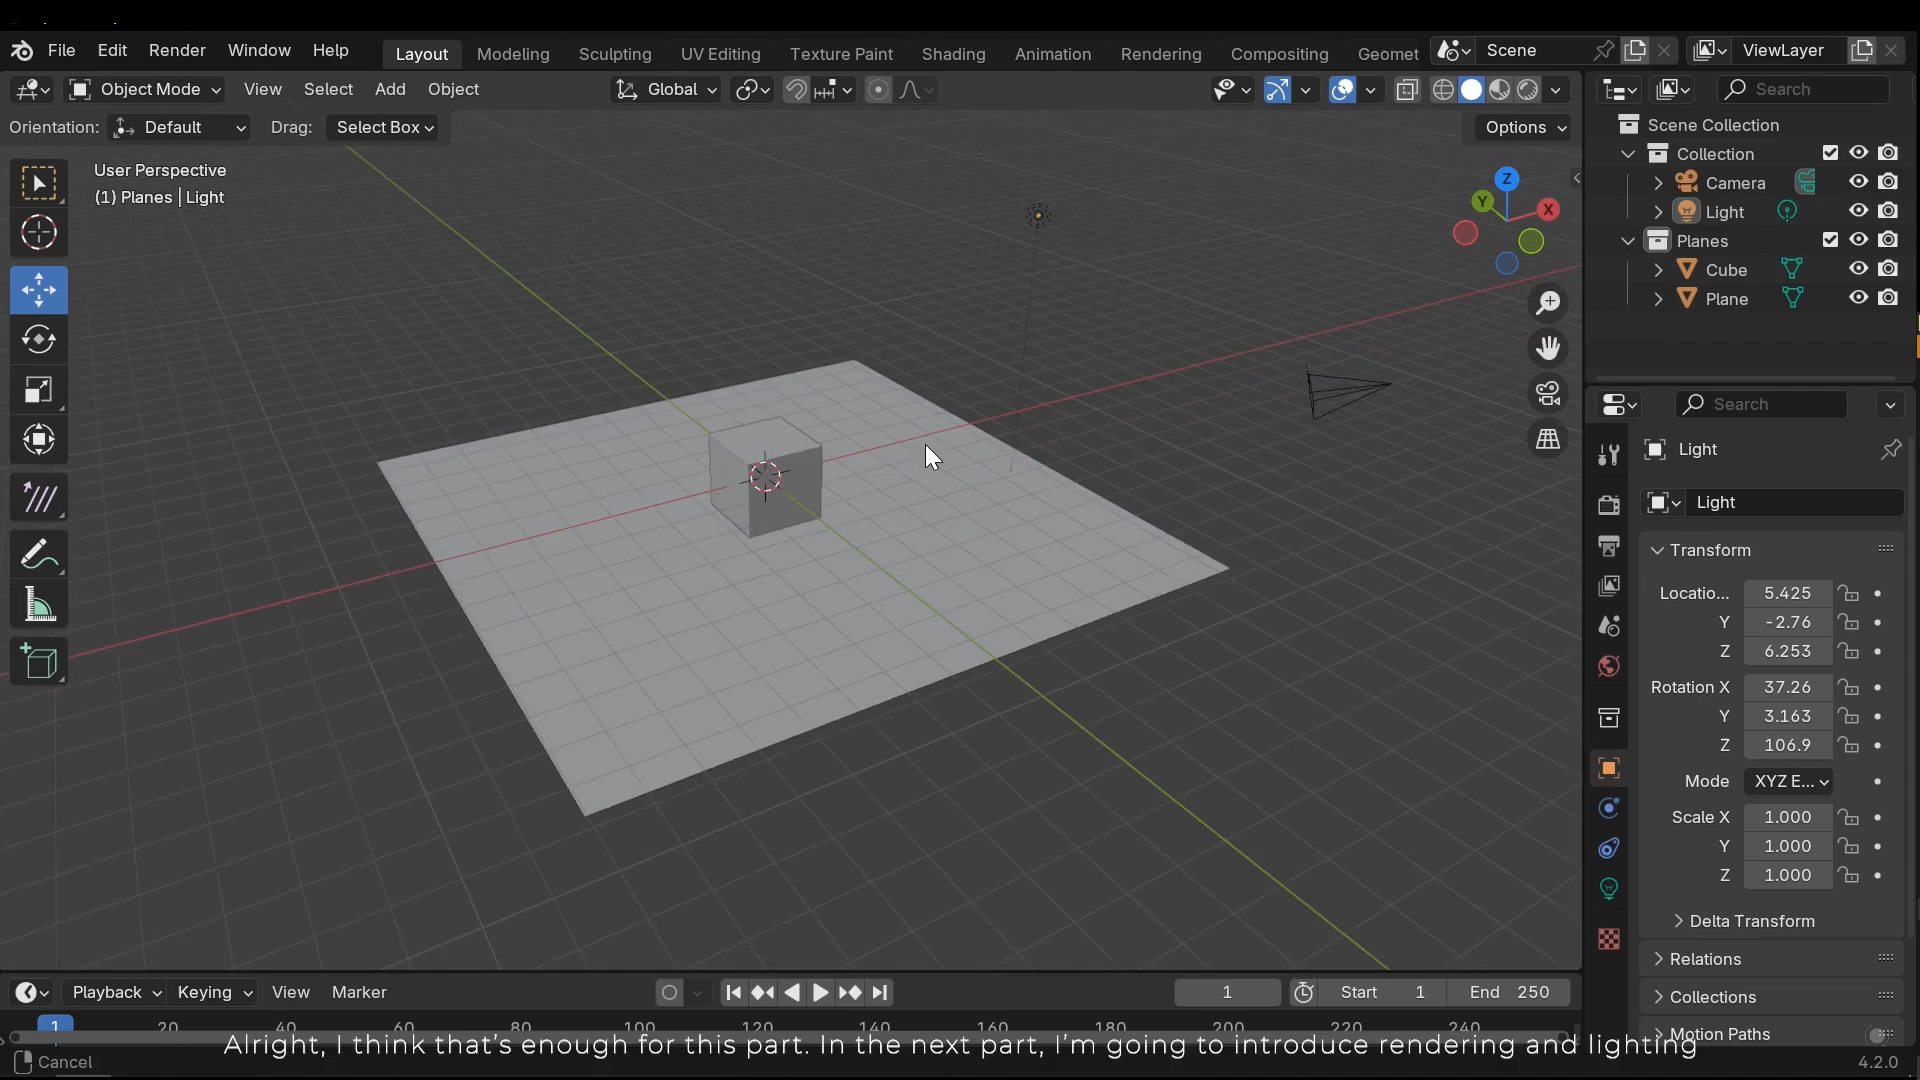 File Edit Render Window Help Layout Modeling Sculpting UV Editing Texture Paint Shading Animation Rendering Compositing Geomet Scene ViewLayer
Object Mode View Select Add Object Global Search
Orientation: Default Drag: Select Box Options
User Perspective
(1) Planes | Light
Z
Y
X
Scene Collection
Collection
Camera
Light
Planes
Cube
Plane
Search
Light
Light
Transform
Locatio... 5.425
Y -2.76
Z 6.253
Rotation X 37.26
Y 3.163
Z 106.9
Mode XYZ E...
Scale X 1.000
Y 1.000
Z 1.000
Delta Transform
Relations
Collections
Motion Paths
Playback Keying View Marker 1 Start 1 End 250
1 20 40 60 80 100 120 140 160 180 200 220 240
Alright, I think that's enough for this part. In the next part, I'm going to introduce rendering and lighting
Cancel 4.2.0